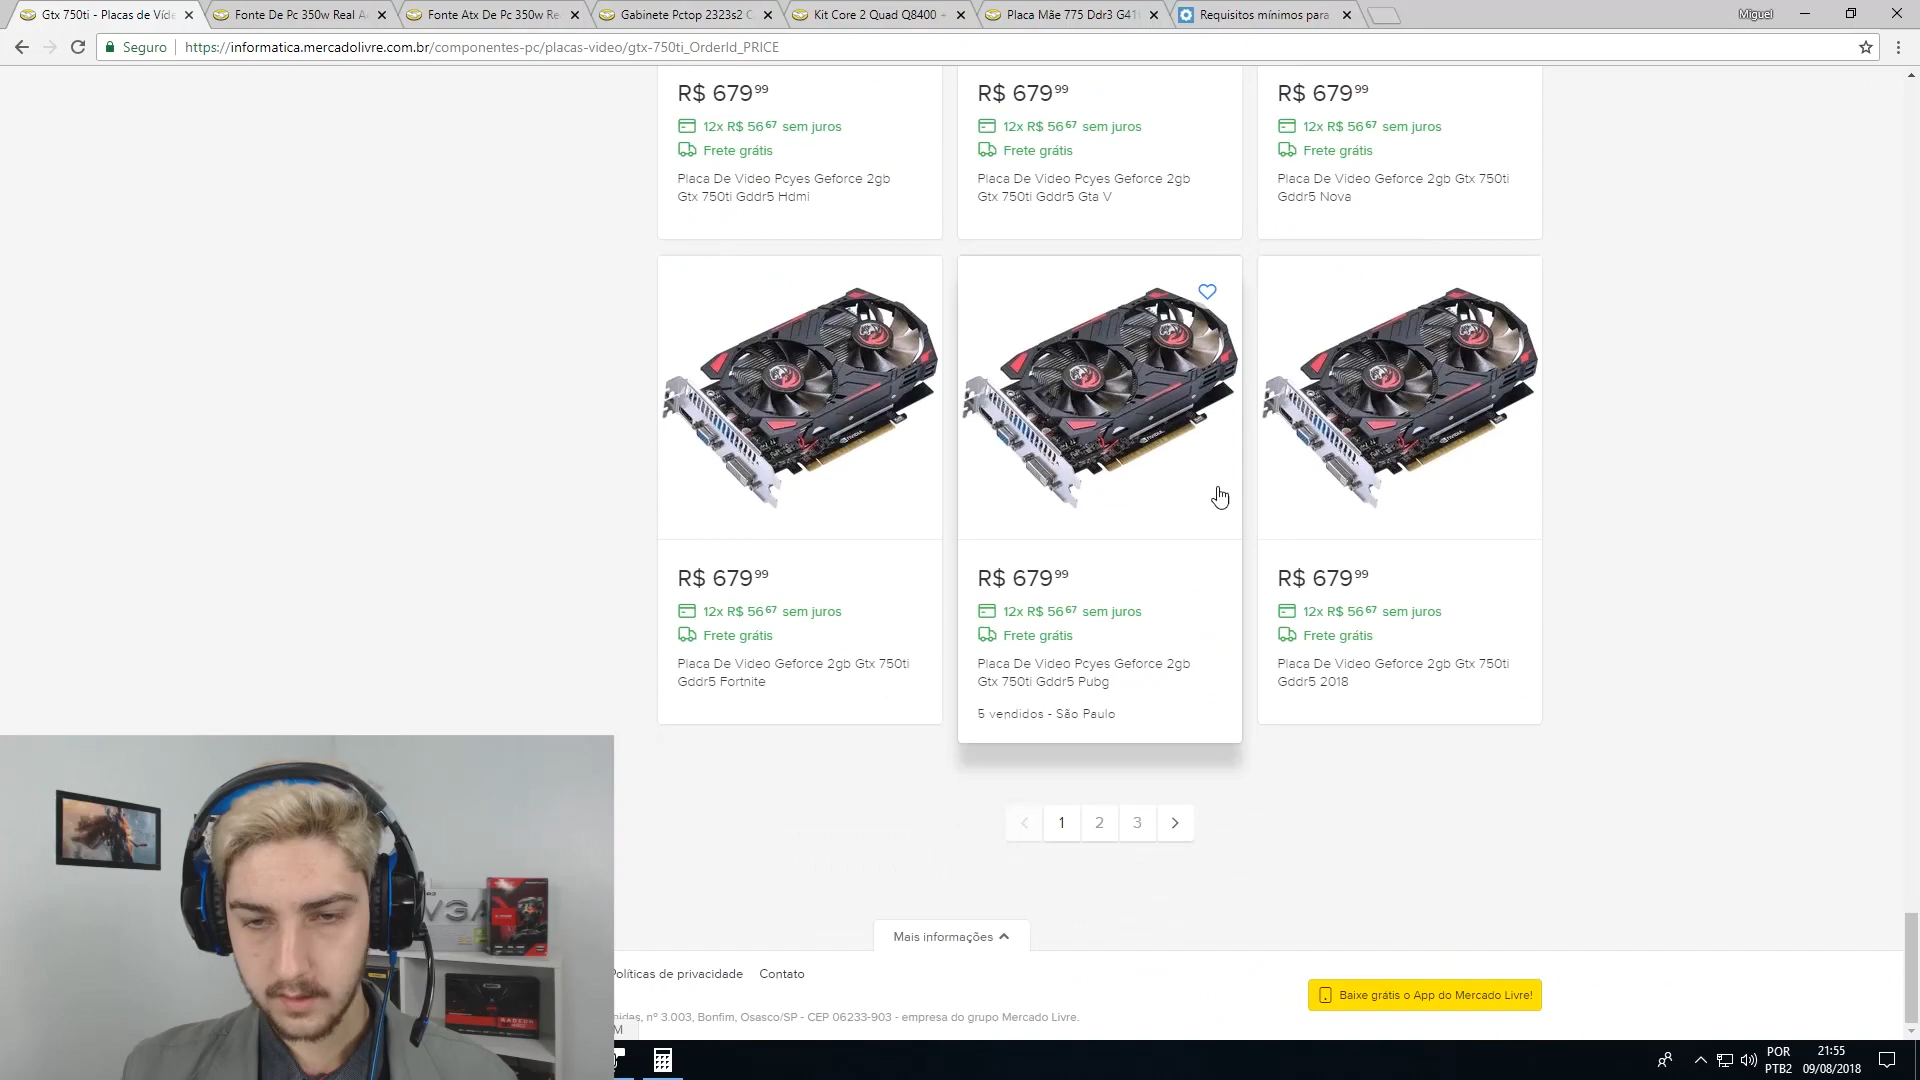 Gtx 750ti - Placas de Víde
Fonte De Pc 350w Real A
Fonte Atx De Pc 350w Re
Gabinete Pctop 2323s2 C
Kit Core 2 Quad Q8400 +
Placa Mãe 775 Ddr3 G41
Requisitos mínimos para
Miguel
Seguro
https://informatica.mercadolivre.com.br/componentes-pc/placas-video/gtx-750ti_OrderId_PRICE
R$ 679 99
R$ 679 99
R$ 679 99
12x R$ 56 67 sem juros
12x R$ 56 67 sem juros
12x R$ 56 67 sem juros
Frete grátis
Frete grátis
Frete grátis
Placa De Video Pcyes Geforce 2gb
Gtx 750ti Gddr5 Hdmi
Placa De Video Pcyes Geforce 2gb
Gtx 750ti Gddr5 Gta V
Placa De Video Geforce 2gb Gtx 750ti
Gddr5 Nova
R$ 679 99
R$ 679 99
R$ 679 99
12x R$ 56 67 sem juros
12x R$ 56 67 sem juros
12x R$ 56 67 sem juros
Frete grátis
Frete grátis
Frete grátis
Placa De Video Geforce 2gb Gtx 750ti
Gddr5 Fortnite
Placa De Video Pcyes Geforce 2gb
Gtx 750ti Gddr5 Pubg
5 vendidos - São Paulo
Placa De Video Geforce 2gb Gtx 750ti
Gddr5 2018
1 2 3
Mais informações
Políticas de privacidade
Contato
Baixe grátis o App do Mercado Livre!
nidas, nº 3.003, Bonfim, Osasco/SP - CEP 06233-903 - empresa do grupo Mercado Livre.
M
RADEON
POR
PTB2
21:55
09/08/2018